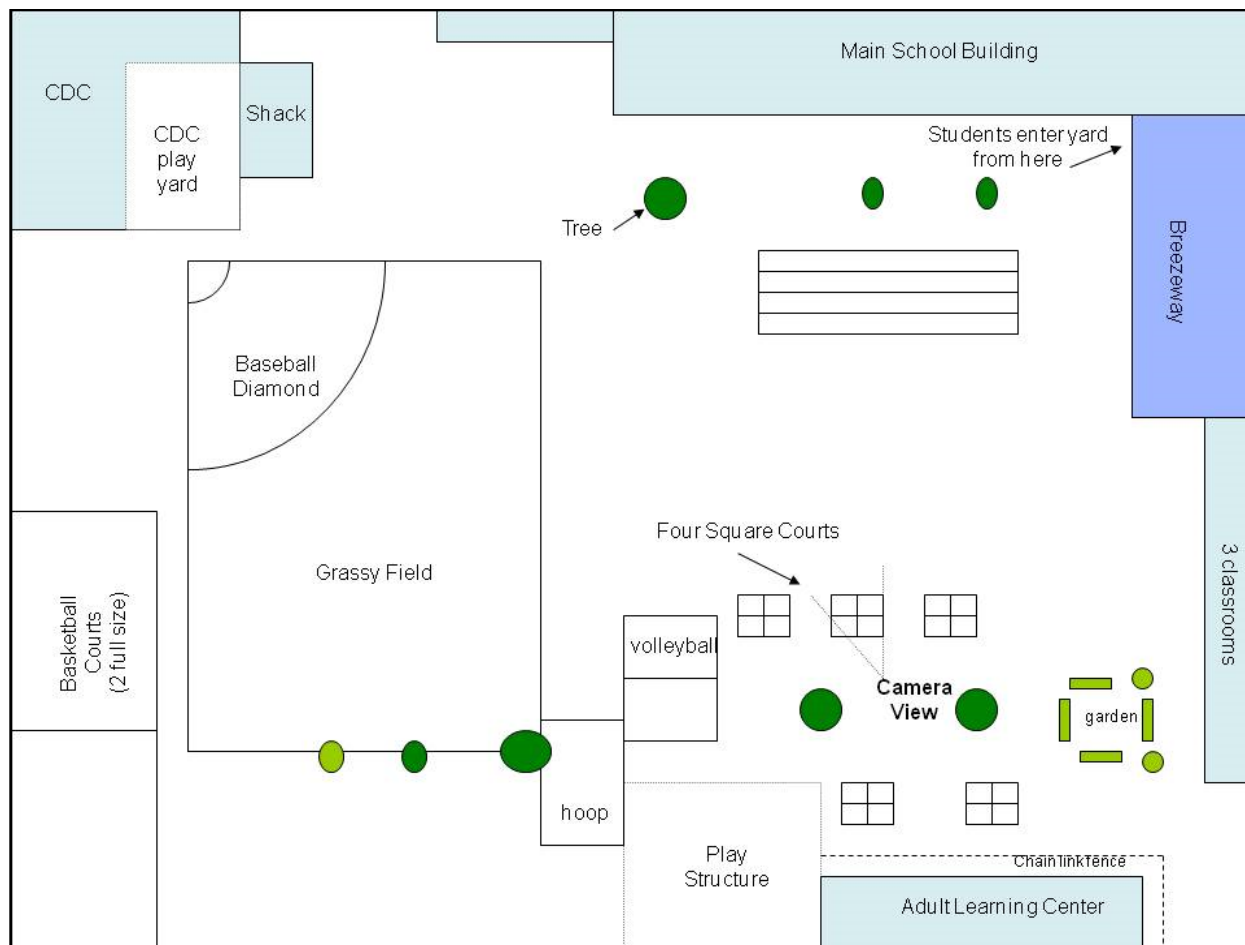 Main School Building
CDC
Shack
CDC
play
yard
Students enter yard
from here
Tree
Breezeway
Baseball
Diamond
Four Square Courts
Grassy Field
3 classrooms
Basketball
Courts
(2 full size)
volleyball
Camera
View
garden
hoop
Play
Structure
Chain link fence
Adult Learning Center